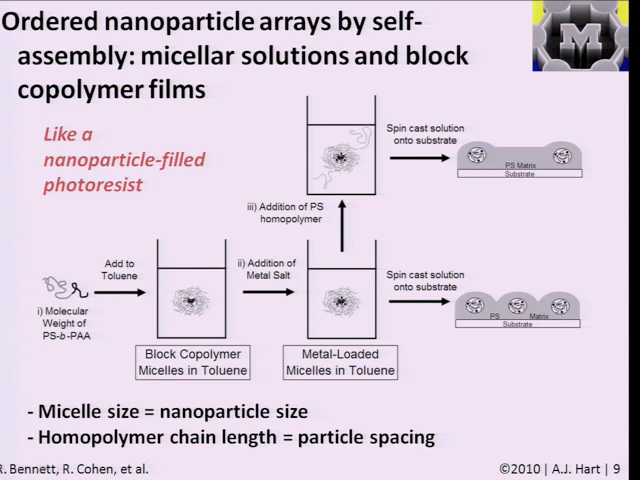 Ordered nanoparticle arrays by self-
assembly: micellar solutions and block
copolymer films
M
Like a
nanoparticle-filled
photoresist
Spin cast solution
onto substrate
PS Matrix
Substrate
iii) Addition of PS
homopolymer
Add to
Toluene
ii) Addition of
Metal Salt
Spin cast solution
onto substrate
i) Molecular
Weight of
PS-b-PAA
PS Matrix
Substrate
Block Copolymer
Micelles in Toluene
Metal-Loaded
Micelles in Toluene
- Micelle size = nanoparticle size
- Homopolymer chain length = particle spacing
R. Bennett, R. Cohen, et al.
©2010 | A.J. Hart | 9